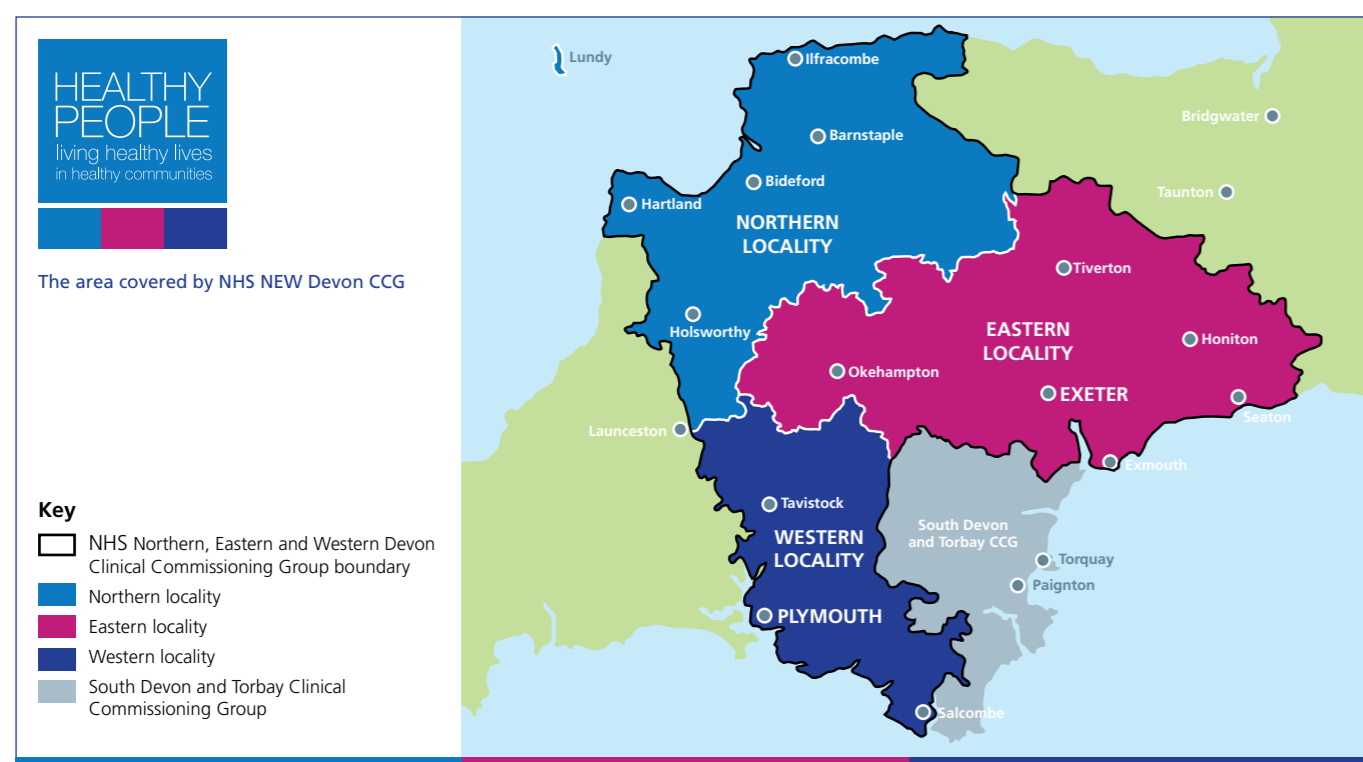 HEALTHY
PEOPLE
living healthy lives
in healthy communities
The area covered by NHS NEW Devon CCG
Key
NHS Northern, Eastern and Western Devon
Clinical Commissioning Group boundary
Northern locality
Eastern locality
Western locality
South Devon and Torbay Clinical
Commissioning Group
Lundy
Ilfracombe
Bridgwater
Barnstaple
Bideford
Taunton
Hartland
NORTHERN
LOCALITY
Tiverton
Holsworthy
EASTERN
LOCALITY
Honiton
Okehampton
EXETER
Seaton
Launceston
Exmouth
Tavistock
South Devon
and Torbay CCG
WESTERN
LOCALITY
Torquay
Paignton
PLYMOUTH
Salcombe